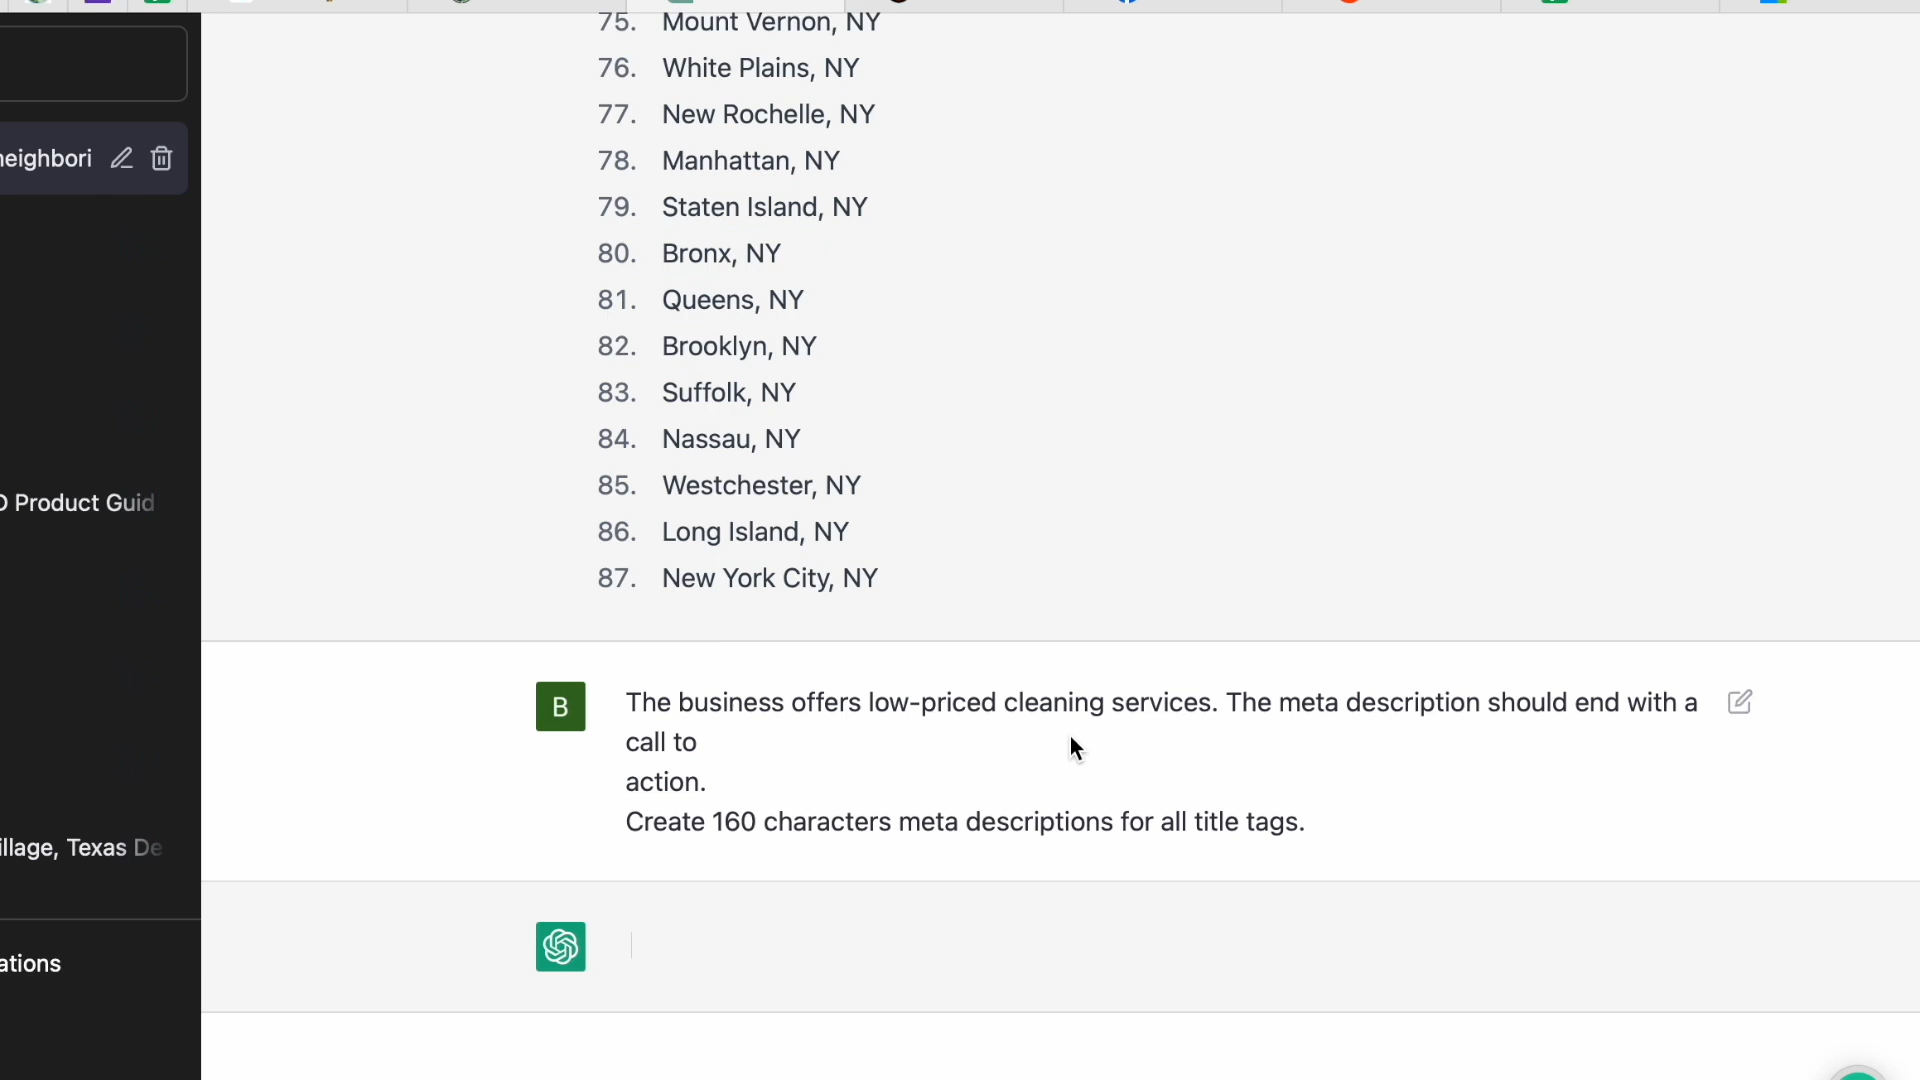 75. Mount Vernon, NY
76. White Plains, NY
neighbori
77. New Rochelle, NY
78. Manhattan, NY
79. Staten Island, NY
80. Bronx, NY
81. Queens, NY
82. Brooklyn, NY
83. Suffolk, NY
84. Nassau, NY
85. Westchester, NY
Product Guid
86. Long Island, NY
87. New York City, NY
B
The business offers low-priced cleaning services. The meta description should end with a
call to
action.
Create 160 characters meta descriptions for all title tags.
illage, Texas De
ations